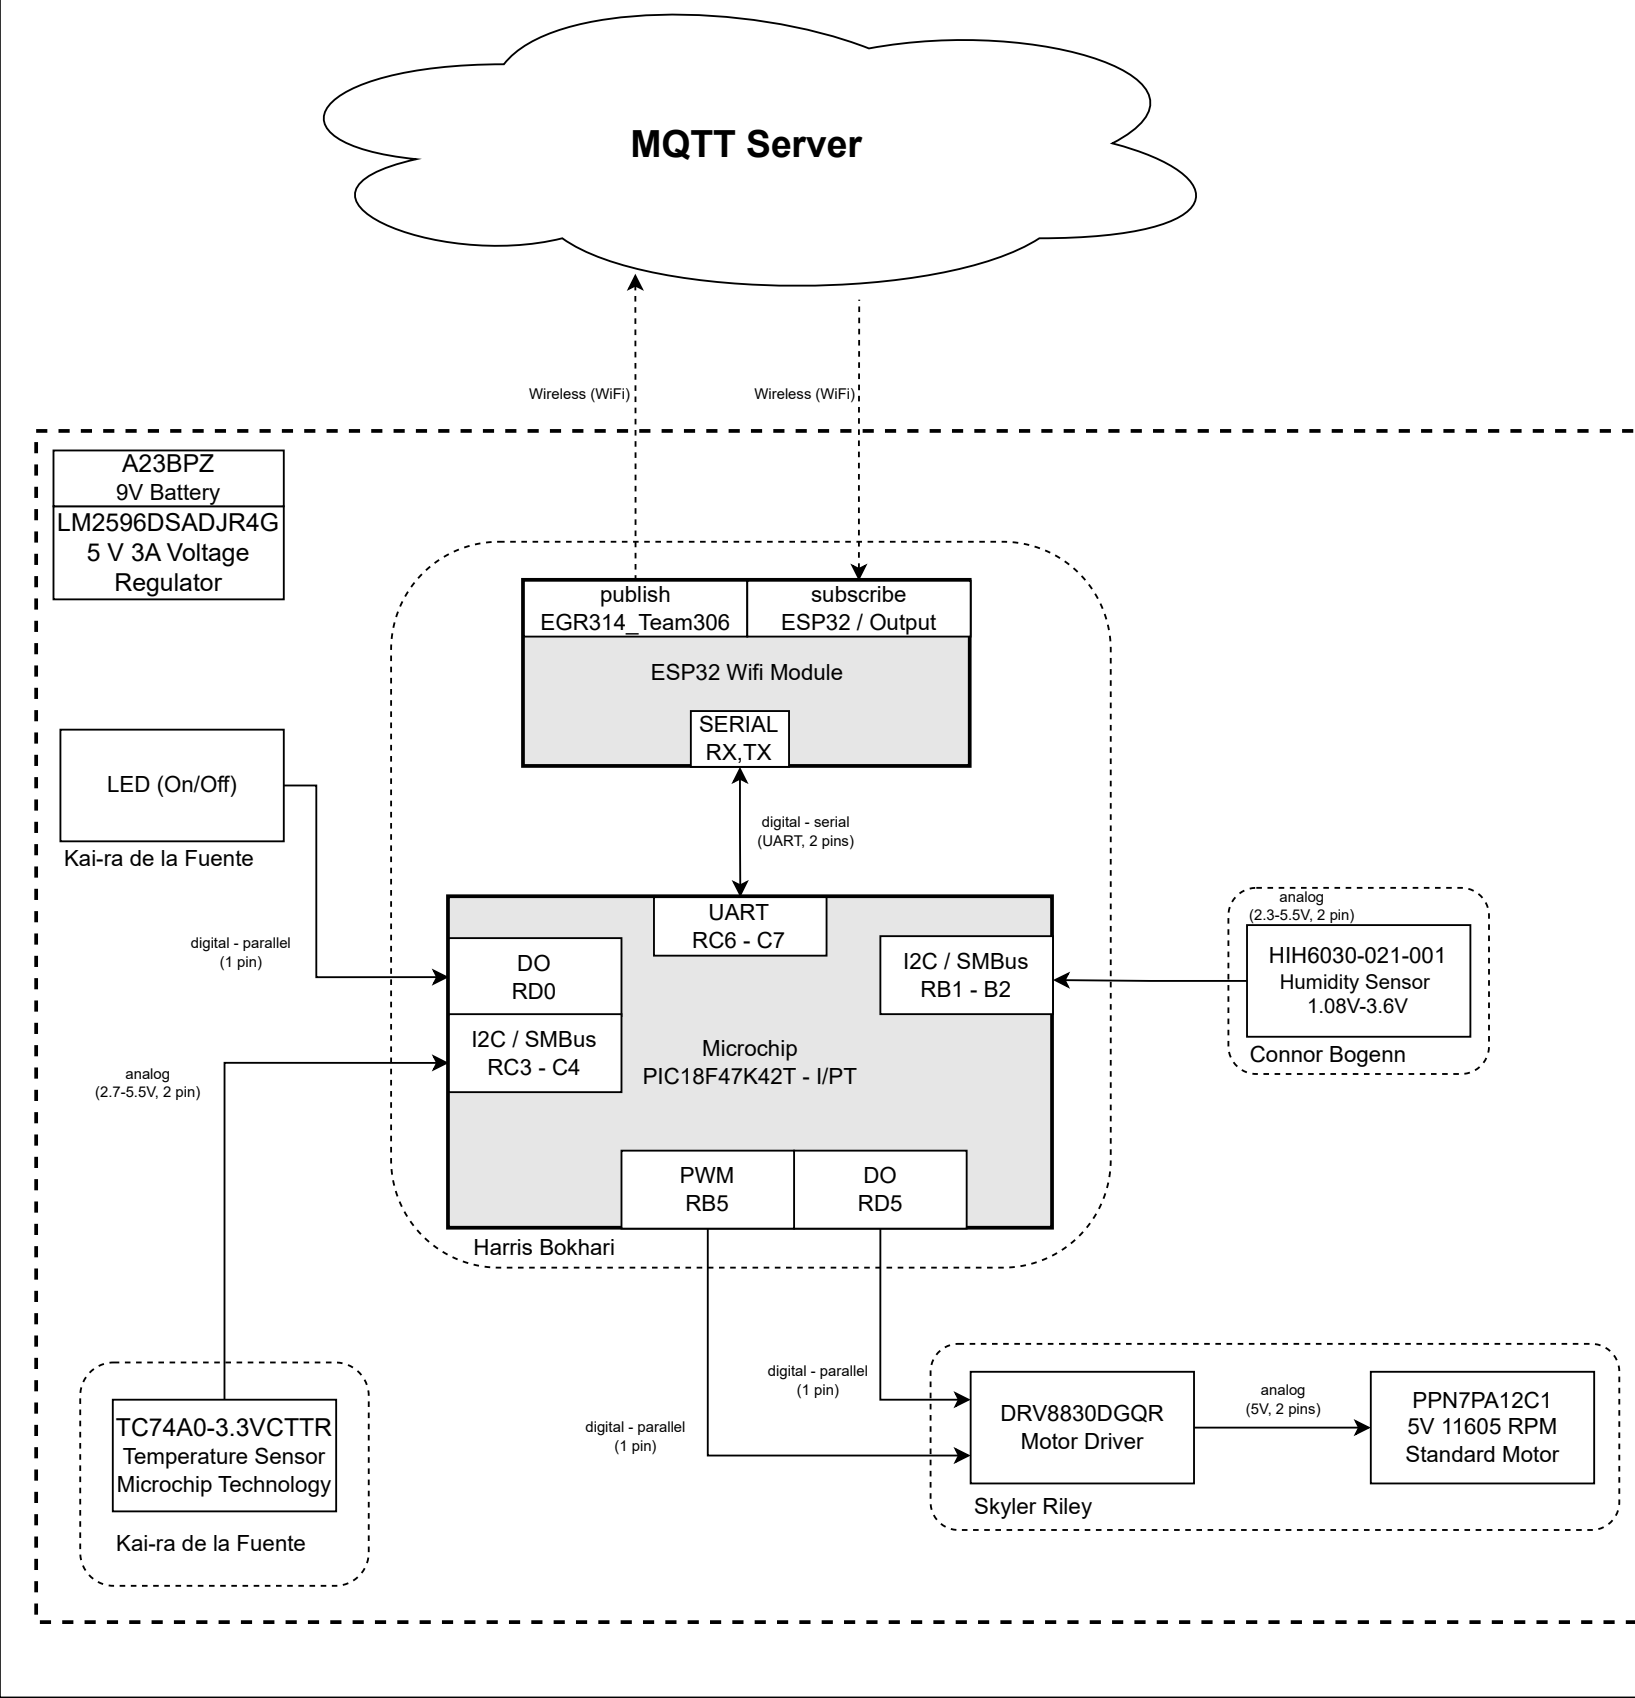 MQTT Server
Wireless (WiFi)
Wireless (WiFi)
A23BPZ
9V Battery
LM2596DSADJR4G
5 V 3A Voltage
Regulator
publish
EGR314_Team306
subscribe
ESP32 / Output
ESP32 Wifi Module
SERIAL
RX,TX
LED (On/Off)
Kai-ra de la Fuente
digital - serial
(UART, 2 pins)
digital - parallel
(1 pin)
UART
RC6 - C7
DO
RD0
I2C / SMBus
RB1 - B2
analog
(2.3-5.5V, 2 pin)
HIH6030-021-001
Humidity Sensor
1.08V-3.6V
Connor Bogenn
I2C / SMBus
RC3 - C4
Microchip
PIC18F47K42T - I/PT
analog
(2.7-5.5V, 2 pin)
PWM
RB5
DO
RD5
Harris Bokhari
digital - parallel
(1 pin)
digital - parallel
(1 pin)
DRV8830DGQR
Motor Driver
analog
(5V, 2 pins)
PPN7PA12C1
5V 11605 RPM
Standard Motor
Skyler Riley
TC74A0-3.3VCTTR
Temperature Sensor
Microchip Technology
Kai-ra de la Fuente